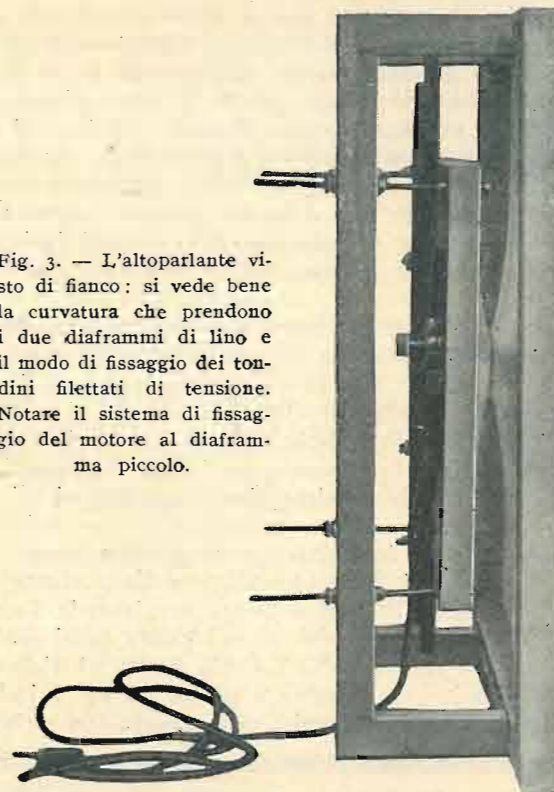 Fig. 3. — L'altoparlante vi-
sto di fianco: si vede bene
la curvatura che prendono
i due diaframmi di lino e
il modo di fissaggio dei ton-
dini filettati di tensione.
Notare il sistema di fissag-
gio del motore al diafram-
ma piccolo.